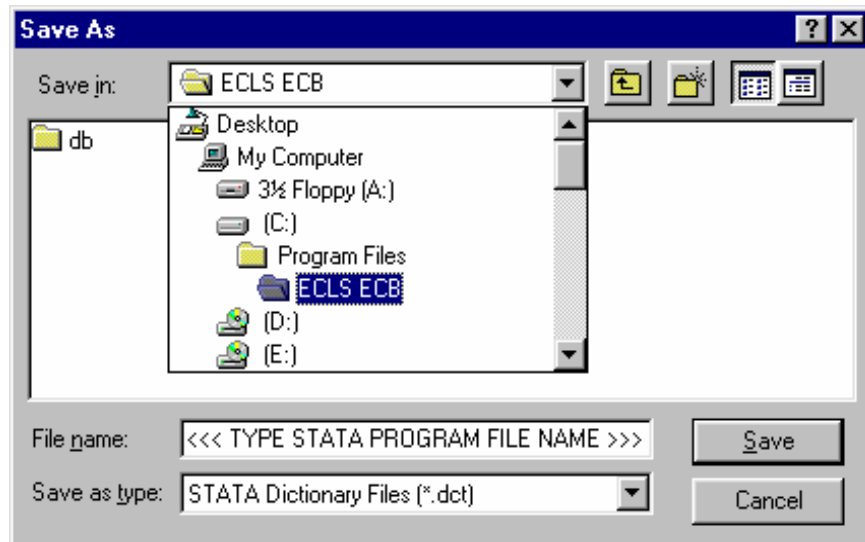 Save As
Save in: ECLS ECB
db
Desktop
My Computer
3½ Floppy (A:)
(C:)
Program Files
ECLS ECB
(D:)
(E:)
File name: <<< TYPE STATA PROGRAM FILE NAME >>> Save
Save as type: STATA Dictionary Files (*.dct) Cancel